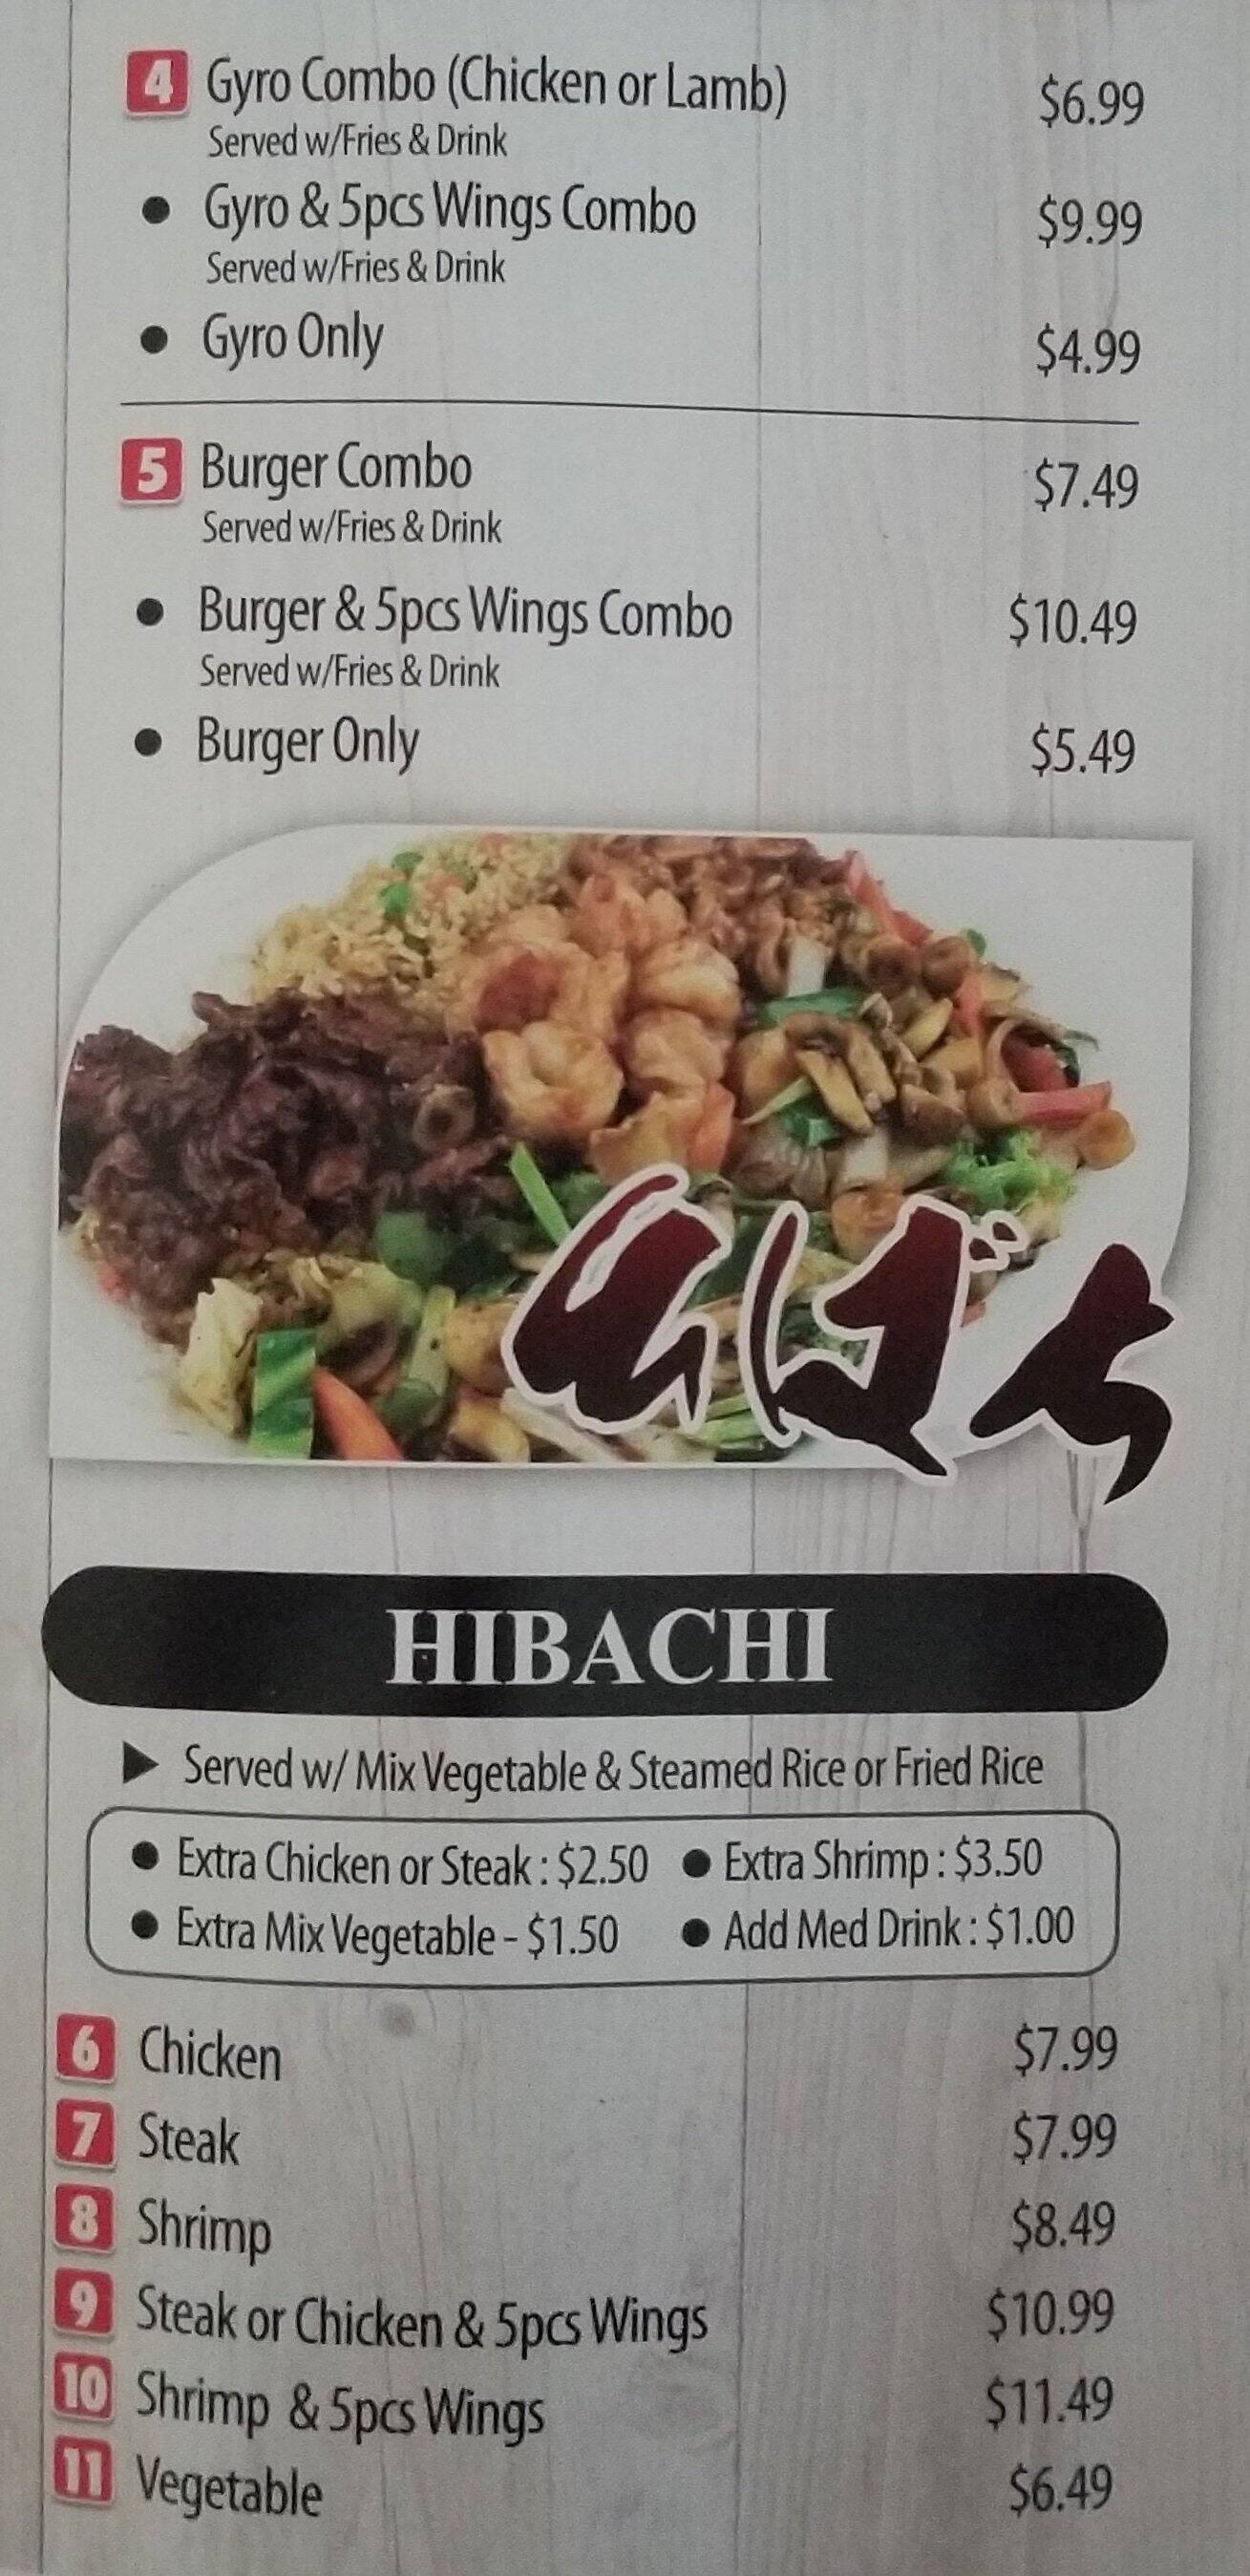 4 Gyro Combo (Chicken or Lamb) $6.99
Served w/Fries & Drink
● Gyro & 5pcs Wings Combo $9.99
Served w/Fries & Drink
● Gyro Only $4.99
5 Burger Combo $7.49
Served w/Fries & Drink
● Burger & 5pcs Wings Combo $10.49
Served w/Fries & Drink
● Burger Only $5.49
ひばち
HIBACHI
▶ Served w/ Mix Vegetable & Steamed Rice or Fried Rice
● Extra Chicken or Steak : $2.50 ● Extra Shrimp : $3.50
● Extra Mix Vegetable - $1.50 ● Add Med Drink : $1.00
6 Chicken $7.99
7 Steak $7.99
8 Shrimp $8.49
9 Steak or Chicken & 5pcs Wings $10.99
10 Shrimp & 5pcs Wings $11.49
11 Vegetable $6.49